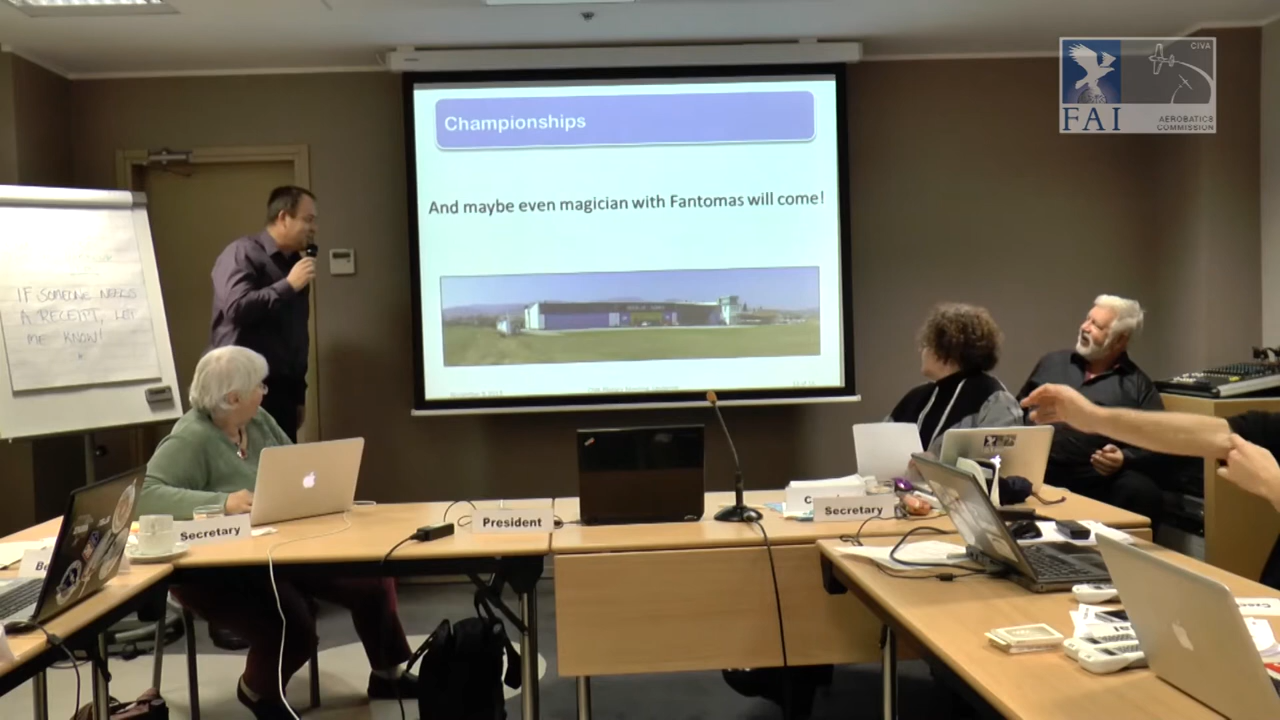 CIVA
FAI
AEROBATICS
COMMISSION
Championships
And maybe even magician with Fantomas will come!
IF SOMEONE NEEDS
A RECEIPT, LET
ME KNOW!
President
Secretary
Secretary